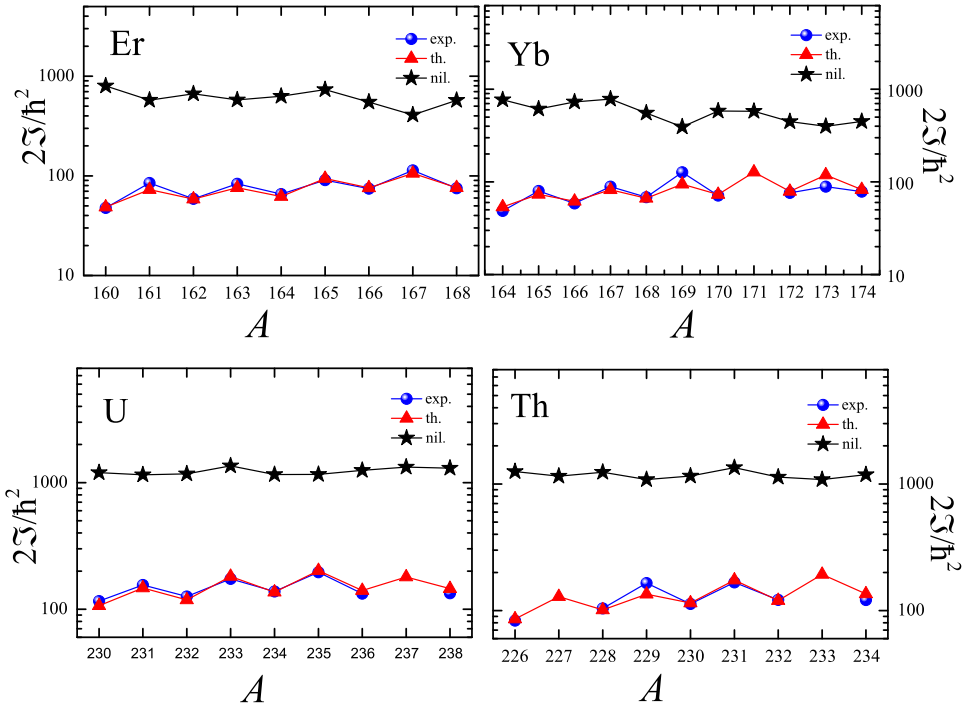 Er
exp.
th.
nil.
1000
100
10
2ℑ/ħ²
160 161 162 163 164 165 166 167 168
A
Yb
exp.
th.
nil.
1000
100
10
2ℑ/ħ²
164 165 166 167 168 169 170 171 172 173 174
A
U
exp.
th.
nil.
1000
100
2ℑ/ħ²
230 231 232 233 234 235 236 237 238
A
Th
exp.
th.
nil.
1000
100
2ℑ/ħ²
226 227 228 229 230 231 232 233 234
A